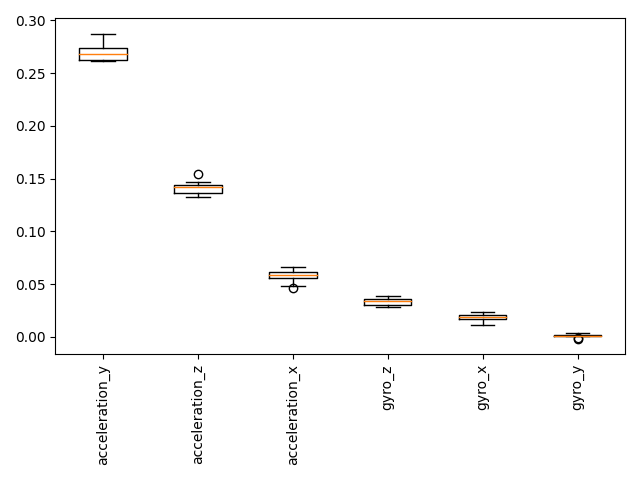 0.30
0.25
0.20
0.15
0.10
0.05
0.00
acceleration_y
acceleration_z
acceleration_x
gyro_z
gyro_x
gyro_y